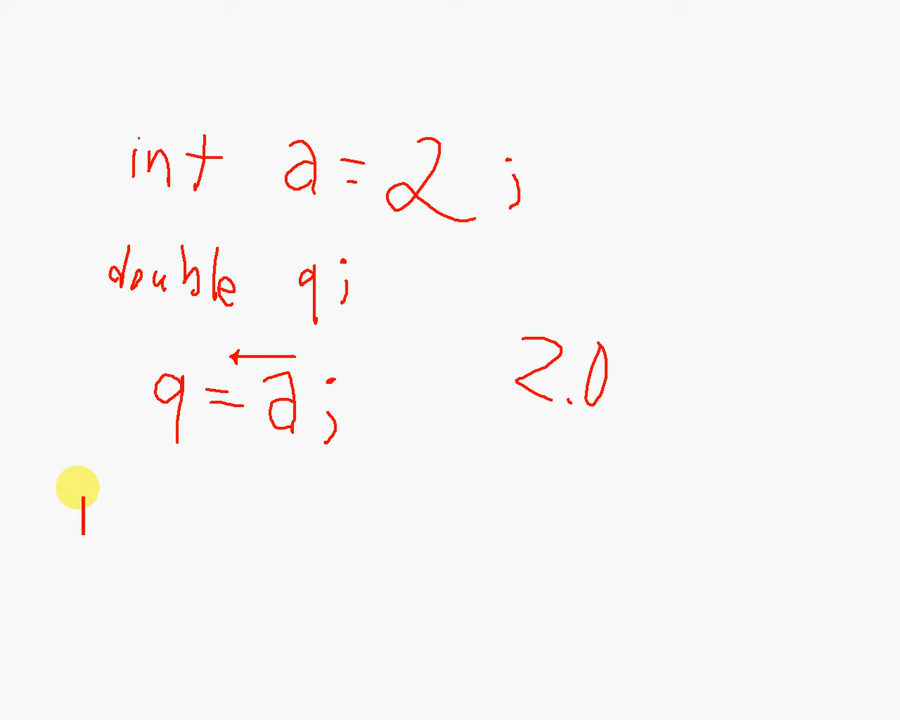 int a = 2 ;
double q ;
q = a ;
2.0